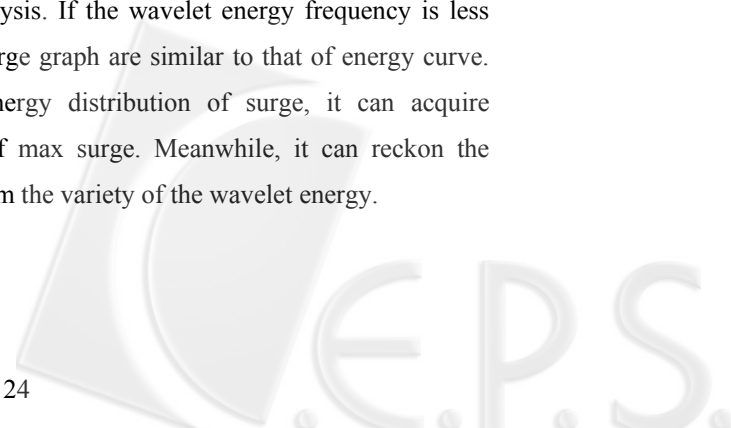 ysis. If the wavelet energy frequency is less
rge graph are similar to that of energy curve.
nergy distribution of surge, it can acquire
f max surge. Meanwhile, it can reckon the
m the variety of the wavelet energy.
C.E.P.S.
24